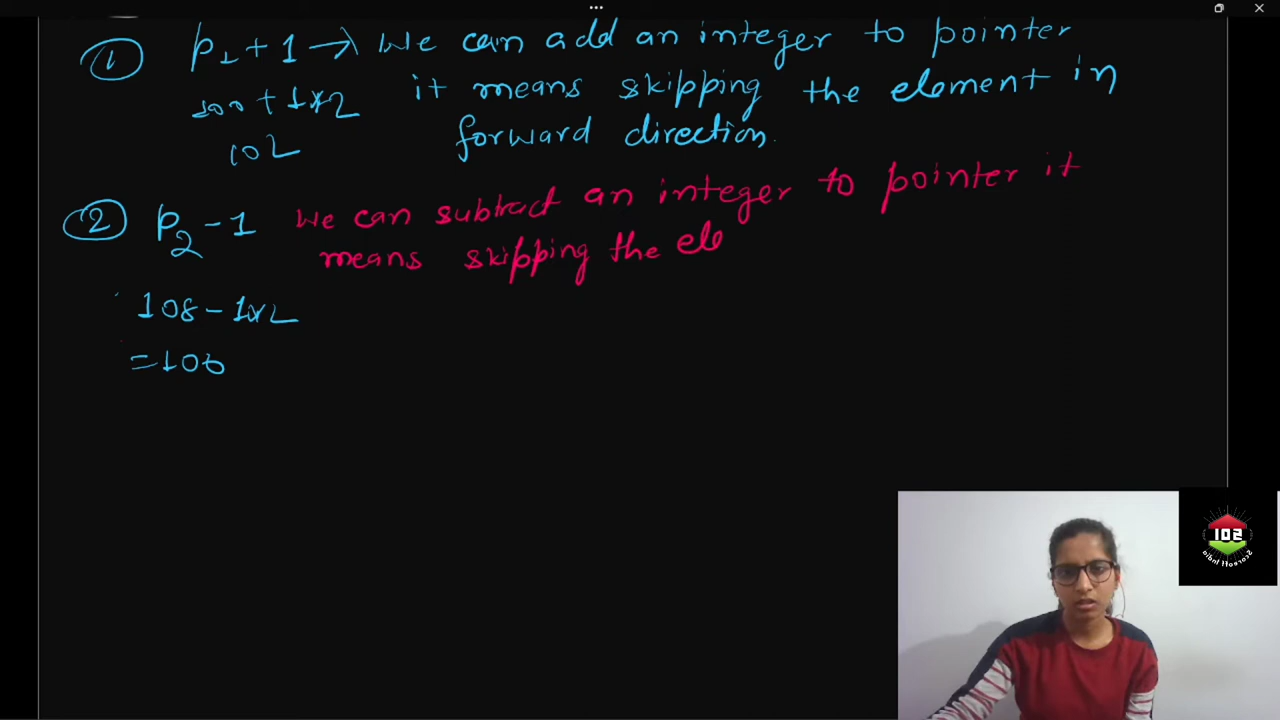 ① P1 + 1 → We can add an integer to pointer
100 + 1*2 it means skipping the element in
102 forward direction.
② P2 - 1 We can subtract an integer to pointer it
means skipping the ele
108 - 1*2
= 106